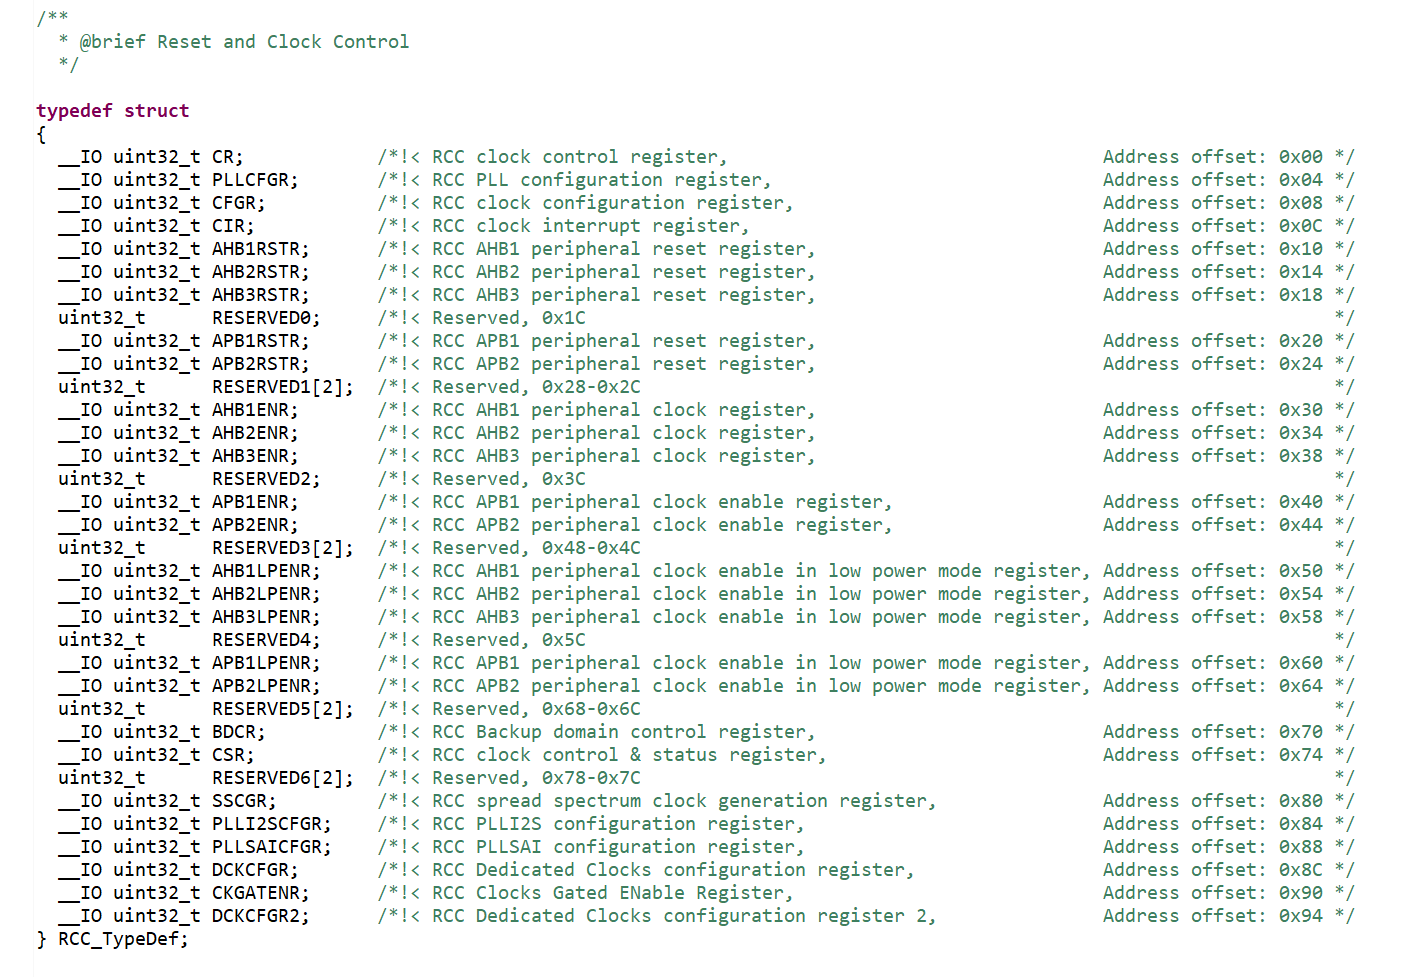 /**
  * @brief Reset and Clock Control
  */
typedef struct
{
  __IO uint32_t CR;            /*!< RCC clock control register,                                  Address offset: 0x00 */
  __IO uint32_t PLLCFGR;       /*!< RCC PLL configuration register,                              Address offset: 0x04 */
  __IO uint32_t CFGR;          /*!< RCC clock configuration register,                            Address offset: 0x08 */
  __IO uint32_t CIR;           /*!< RCC clock interrupt register,                                Address offset: 0x0C */
  __IO uint32_t AHB1RSTR;      /*!< RCC AHB1 peripheral reset register,                          Address offset: 0x10 */
  __IO uint32_t AHB2RSTR;      /*!< RCC AHB2 peripheral reset register,                          Address offset: 0x14 */
  __IO uint32_t AHB3RSTR;      /*!< RCC AHB3 peripheral reset register,                          Address offset: 0x18 */
  uint32_t      RESERVED0;     /*!< Reserved, 0x1C                                                                    */
  __IO uint32_t APB1RSTR;      /*!< RCC APB1 peripheral reset register,                          Address offset: 0x20 */
  __IO uint32_t APB2RSTR;      /*!< RCC APB2 peripheral reset register,                          Address offset: 0x24 */
  uint32_t      RESERVED1[2];  /*!< Reserved, 0x28-0x2C                                                               */
  __IO uint32_t AHB1ENR;       /*!< RCC AHB1 peripheral clock register,                          Address offset: 0x30 */
  __IO uint32_t AHB2ENR;       /*!< RCC AHB2 peripheral clock register,                          Address offset: 0x34 */
  __IO uint32_t AHB3ENR;       /*!< RCC AHB3 peripheral clock register,                          Address offset: 0x38 */
  uint32_t      RESERVED2;     /*!< Reserved, 0x3C                                                                    */
  __IO uint32_t APB1ENR;       /*!< RCC APB1 peripheral clock enable register,                   Address offset: 0x40 */
  __IO uint32_t APB2ENR;       /*!< RCC APB2 peripheral clock enable register,                   Address offset: 0x44 */
  uint32_t      RESERVED3[2];  /*!< Reserved, 0x48-0x4C                                                               */
  __IO uint32_t AHB1LPENR;     /*!< RCC AHB1 peripheral clock enable in low power mode register, Address offset: 0x50 */
  __IO uint32_t AHB2LPENR;     /*!< RCC AHB2 peripheral clock enable in low power mode register, Address offset: 0x54 */
  __IO uint32_t AHB3LPENR;     /*!< RCC AHB3 peripheral clock enable in low power mode register, Address offset: 0x58 */
  uint32_t      RESERVED4;     /*!< Reserved, 0x5C                                                                    */
  __IO uint32_t APB1LPENR;     /*!< RCC APB1 peripheral clock enable in low power mode register, Address offset: 0x60 */
  __IO uint32_t APB2LPENR;     /*!< RCC APB2 peripheral clock enable in low power mode register, Address offset: 0x64 */
  uint32_t      RESERVED5[2];  /*!< Reserved, 0x68-0x6C                                                               */
  __IO uint32_t BDCR;          /*!< RCC Backup domain control register,                          Address offset: 0x70 */
  __IO uint32_t CSR;           /*!< RCC clock control & status register,                         Address offset: 0x74 */
  uint32_t      RESERVED6[2];  /*!< Reserved, 0x78-0x7C                                                               */
  __IO uint32_t SSCGR;         /*!< RCC spread spectrum clock generation register,               Address offset: 0x80 */
  __IO uint32_t PLLI2SCFGR;    /*!< RCC PLLI2S configuration register,                           Address offset: 0x84 */
  __IO uint32_t PLLSAICFGR;    /*!< RCC PLLSAI configuration register,                           Address offset: 0x88 */
  __IO uint32_t DCKCFGR;       /*!< RCC Dedicated Clocks configuration register,                 Address offset: 0x8C */
  __IO uint32_t CKGATENR;      /*!< RCC Clocks Gated ENable Register,                            Address offset: 0x90 */
  __IO uint32_t DCKCFGR2;      /*!< RCC Dedicated Clocks configuration register 2,               Address offset: 0x94 */
} RCC_TypeDef;